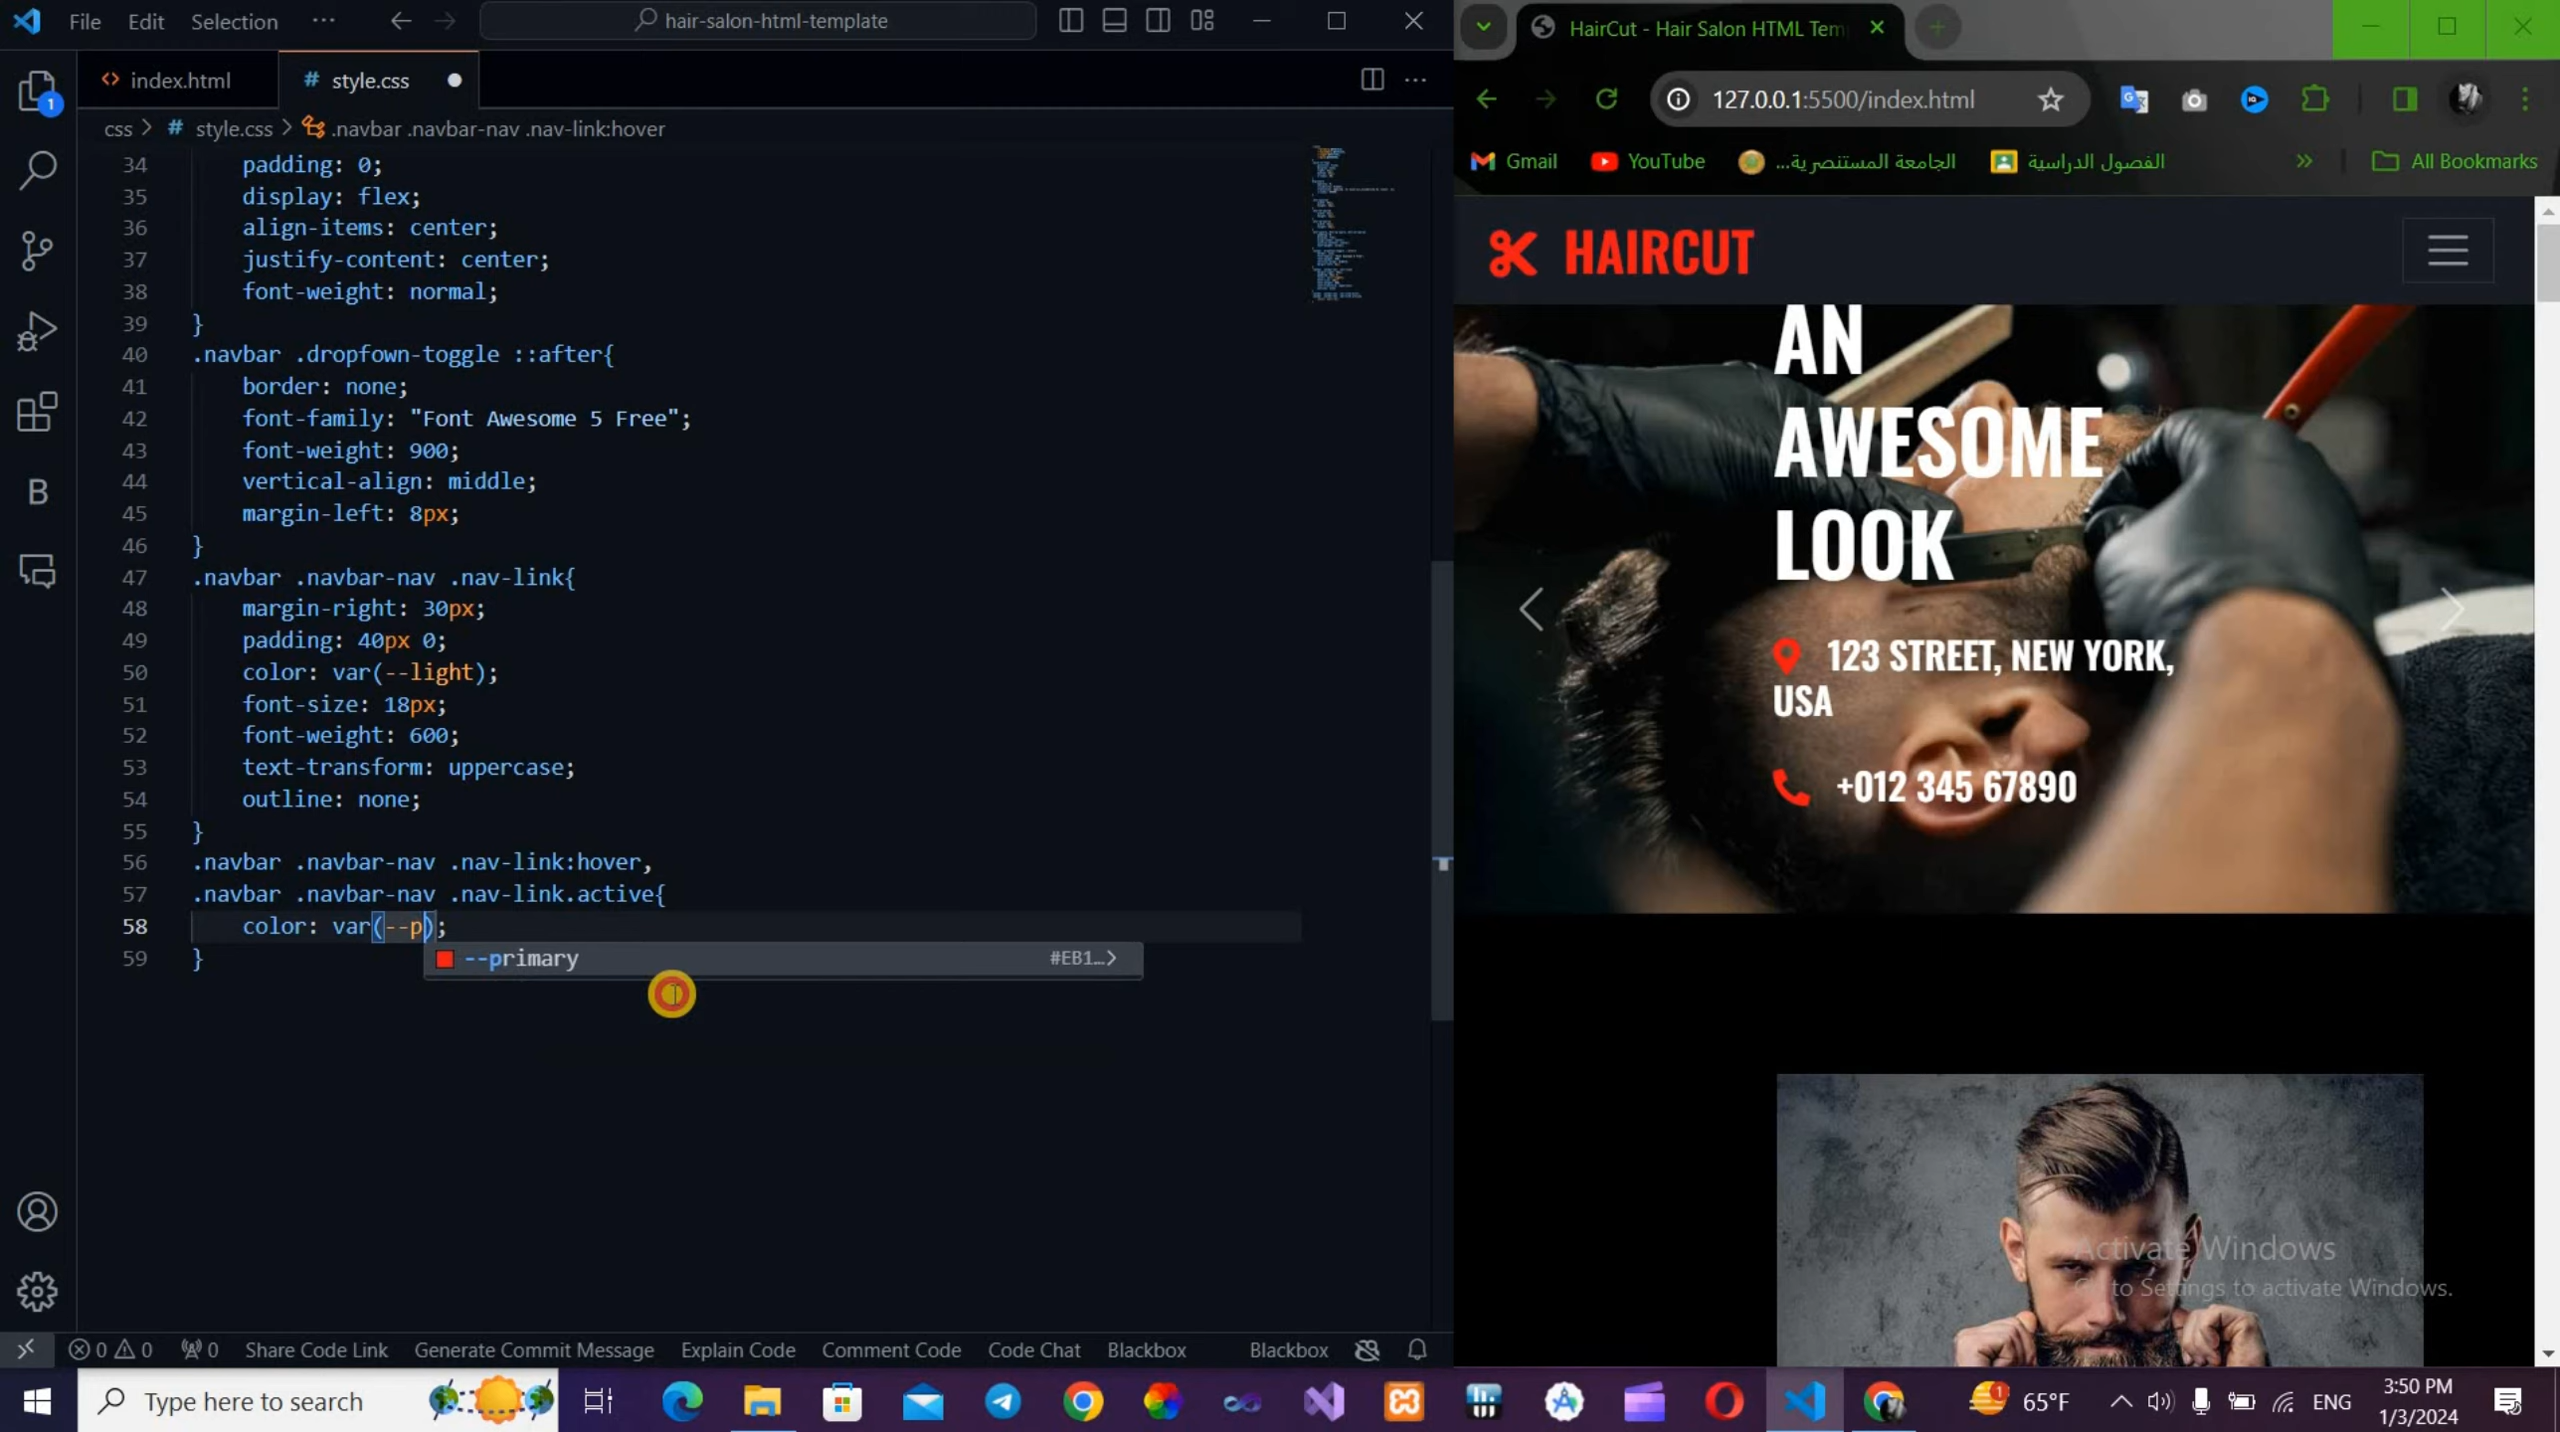 File Edit Selection ··· hair-salon-html-template
index.html # style.css
css > # style.css > .navbar .navbar-nav .nav-link:hover
34 padding: 0;
35 display: flex;
36 align-items: center;
37 justify-content: center;
38 font-weight: normal;
39 }
40 .navbar .dropfown-toggle ::after{
41 border: none;
42 font-family: "Font Awesome 5 Free";
43 font-weight: 900;
44 vertical-align: middle;
45 margin-left: 8px;
46 }
47 .navbar .navbar-nav .nav-link{
48 margin-right: 30px;
49 padding: 40px 0;
50 color: var(--light);
51 font-size: 18px;
52 font-weight: 600;
53 text-transform: uppercase;
54 outline: none;
55 }
56 .navbar .navbar-nav .nav-link:hover,
57 .navbar .navbar-nav .nav-link.active{
58 color: var(--p);
--primary #EB1...>
59 }
1
B
0 0 0 Share Code Link Generate Commit Message Explain Code Comment Code Code Chat Blackbox Blackbox
HairCut - Hair Salon HTML Tem
127.0.0.1:5500/index.html
Gmail YouTube الجامعة المستنصرية... الفصول الدراسية » All Bookmarks
HAIRCUT
AN
AWESOME
LOOK
123 STREET, NEW YORK,
USA
+012 345 67890
Activate Windows
Go to Settings to activate Windows.
Type here to search
1 65°F ENG 3:50 PM
1/3/2024